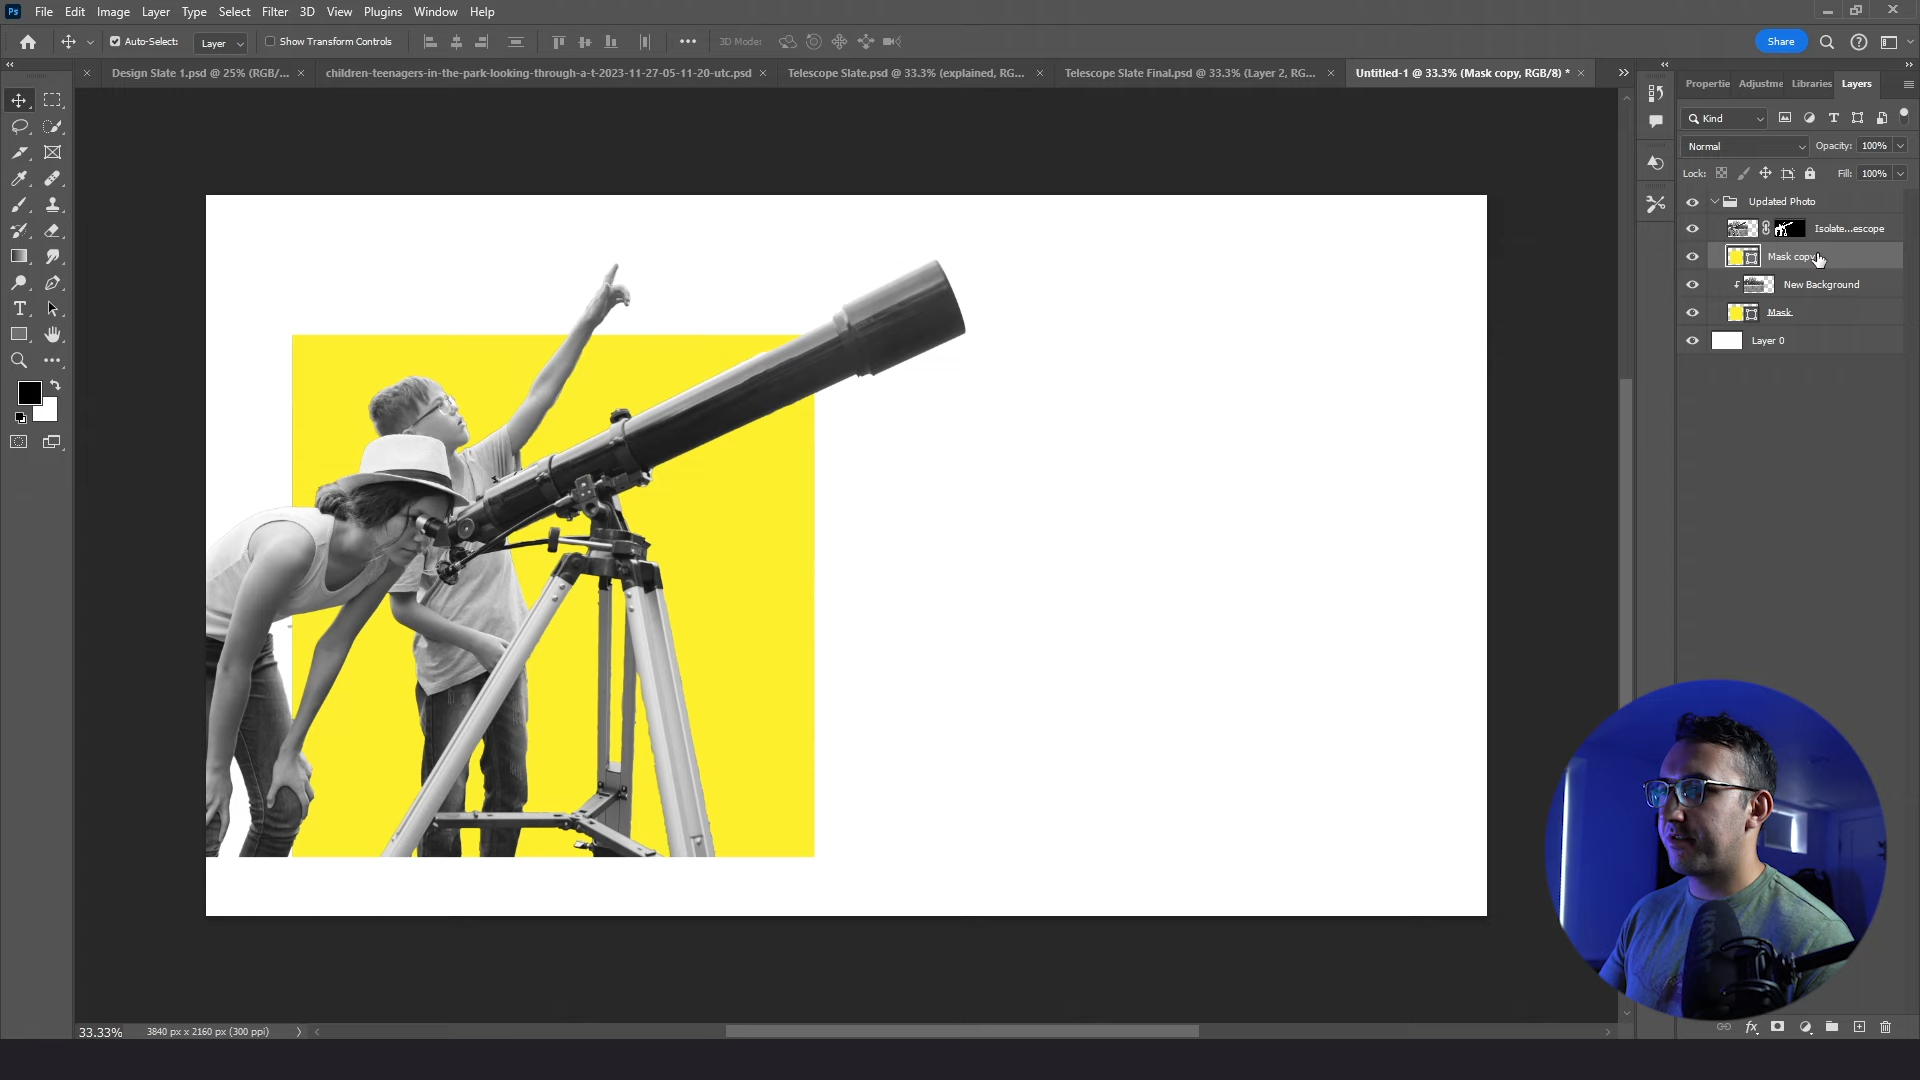 Ps File Edit Image Layer Type Select Filter 3D View Plugins Window Help
Auto-Select: Layer Show Transform Controls 3D Mode: Share
Design Slate 1.psd @ 25% (RGB/... children-teenagers-in-the-park-looking-through-a-t-2023-11-27-05-11-20-utc.psd Telescope Slate.psd @ 33.3% (explained, RG... Telescope Slate Final.psd @ 33.3% (Layer 2, RG... Untitled-1 @ 33.3% (Mask copy, RGB/8) *
Propertie Adjustme Libraries Layers
Kind
Normal Opacity: 100%
Lock: Fill: 100%
Updated Photo
Isolate...escope
Mask copy
New Background
Mask
Layer 0
33.33% 3840 px x 2160 px (300 ppi)